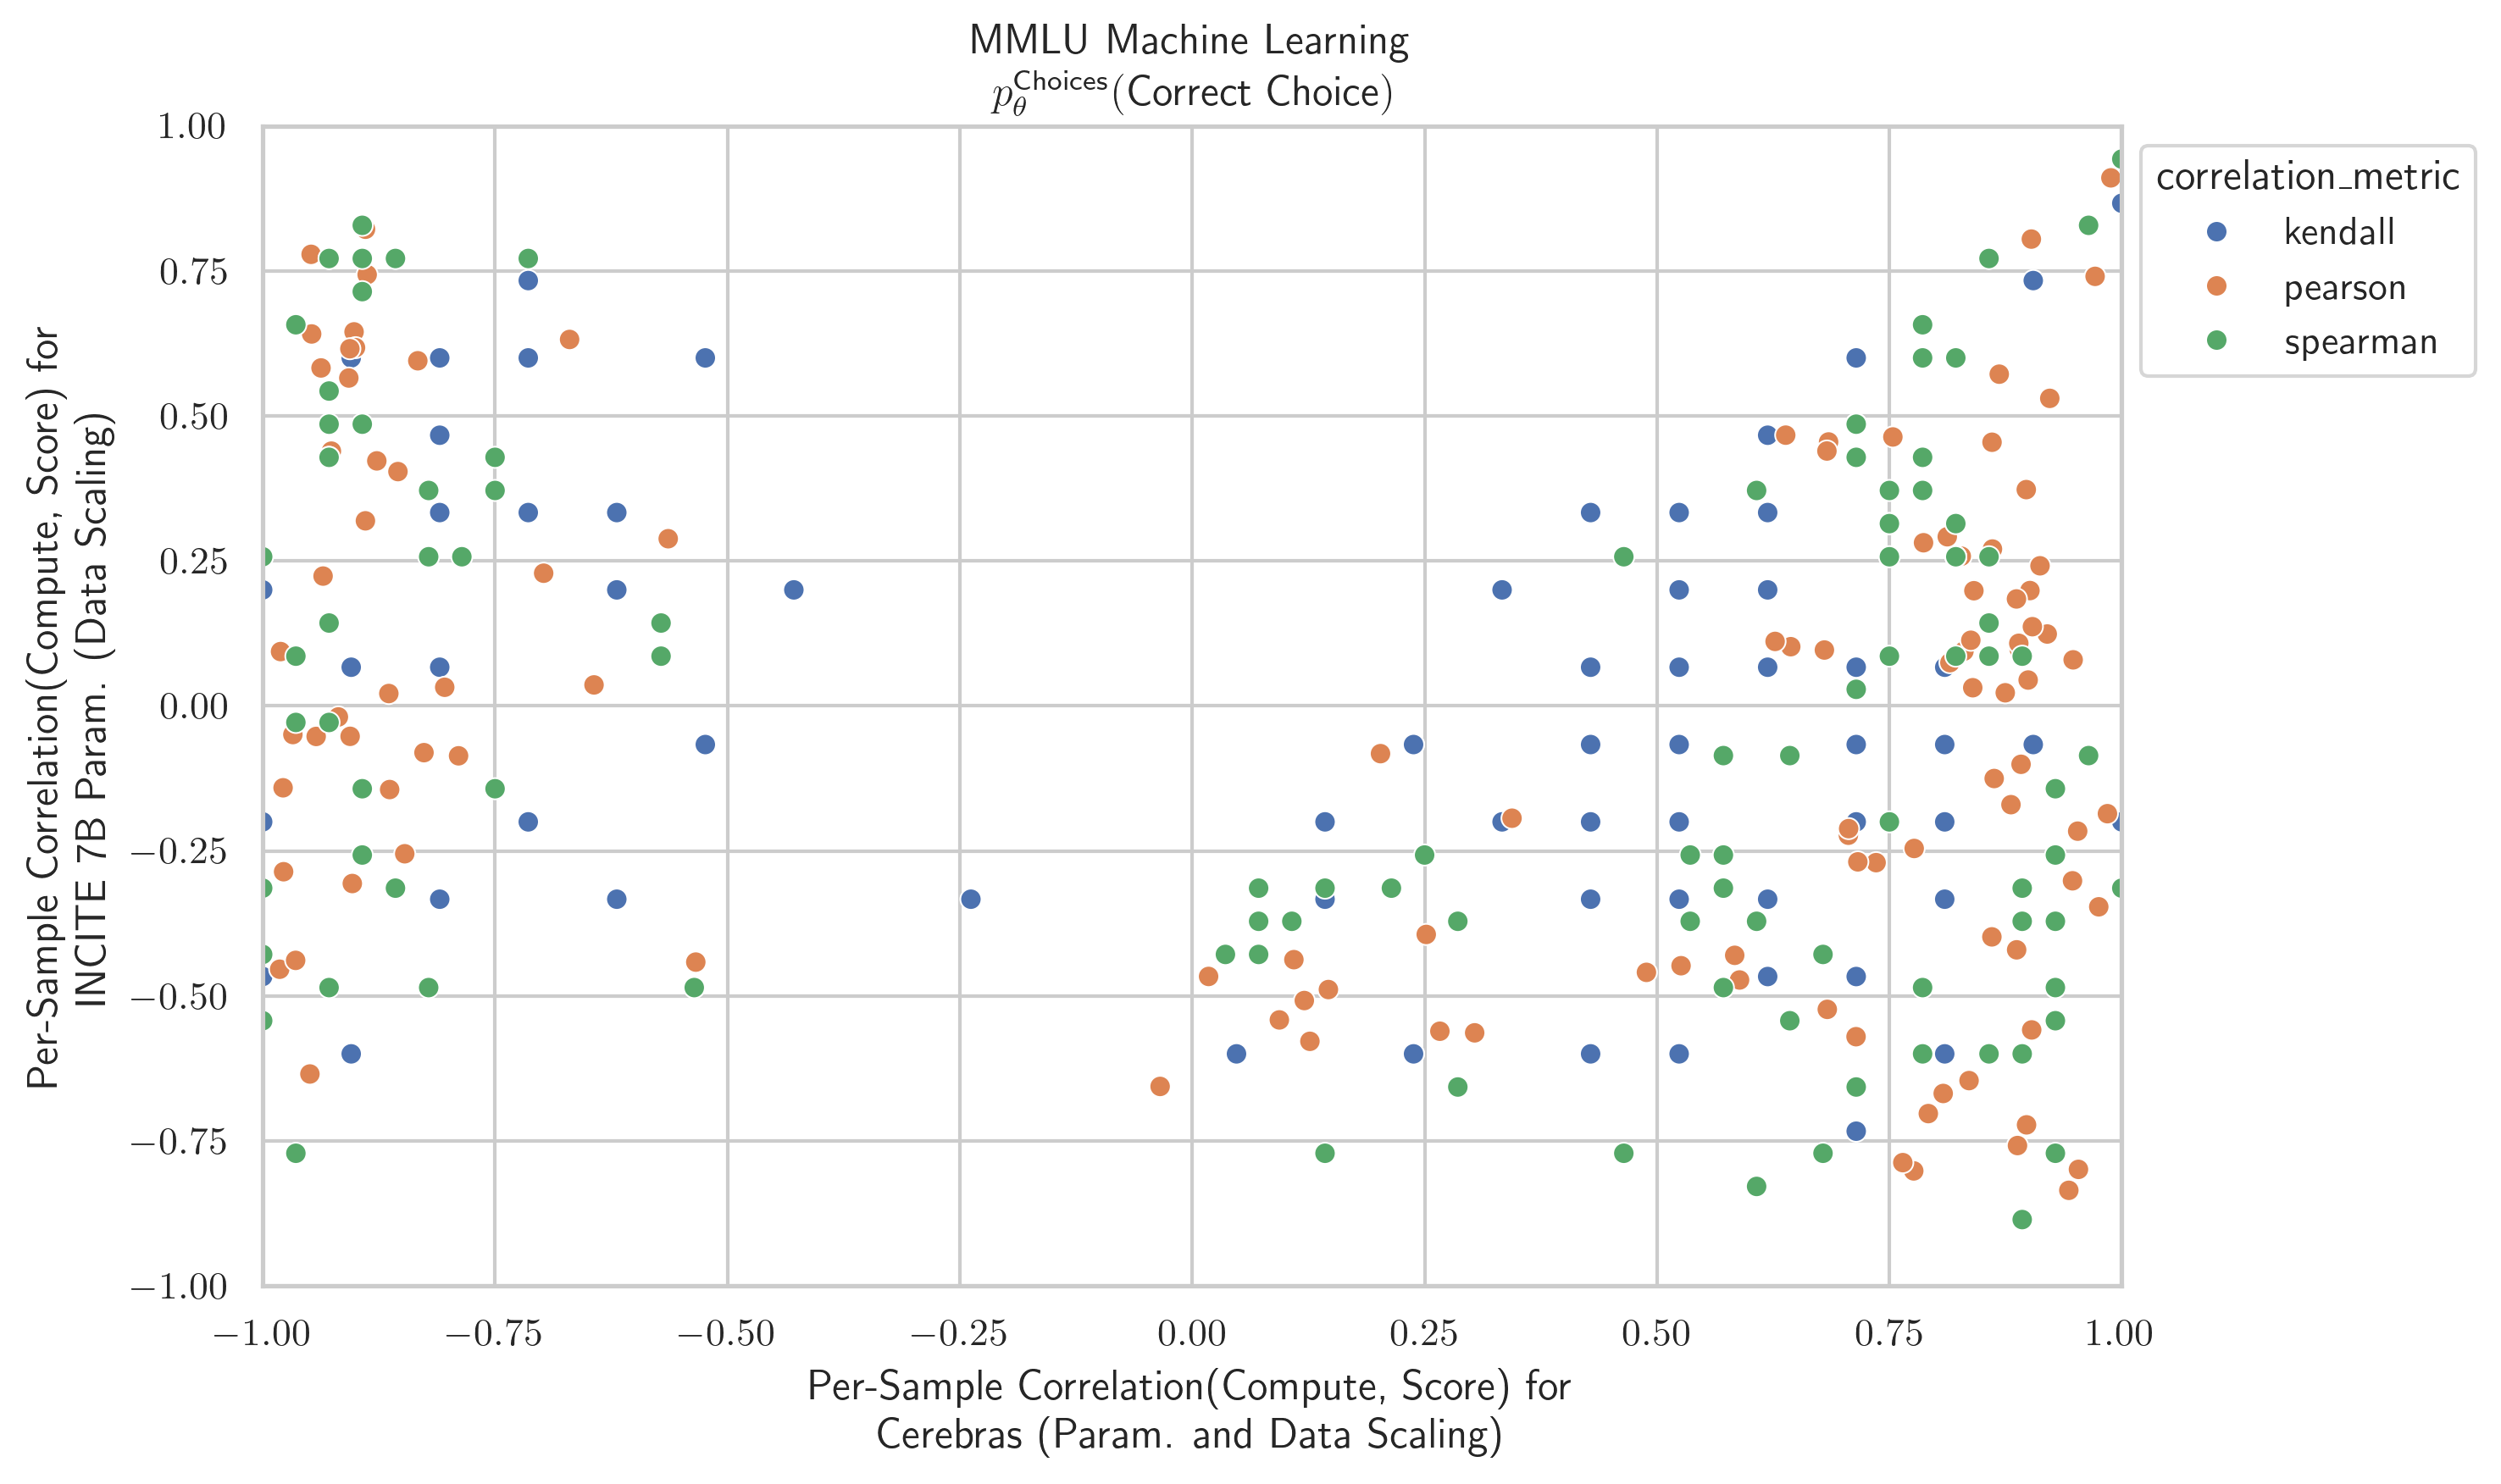 MMLU Machine Learning
p_θ^Choices(Correct Choice)
1.00
0.75
0.50
0.25
0.00
−0.25
−0.50
−0.75
−1.00
Per-Sample Correlation(Compute, Score) for
INCITE 7B Param. (Data Scaling)
−1.00 −0.75 −0.50 −0.25 0.00 0.25 0.50 0.75 1.00
Per-Sample Correlation(Compute, Score) for
Cerebras (Param. and Data Scaling)
correlation_metric
kendall
pearson
spearman